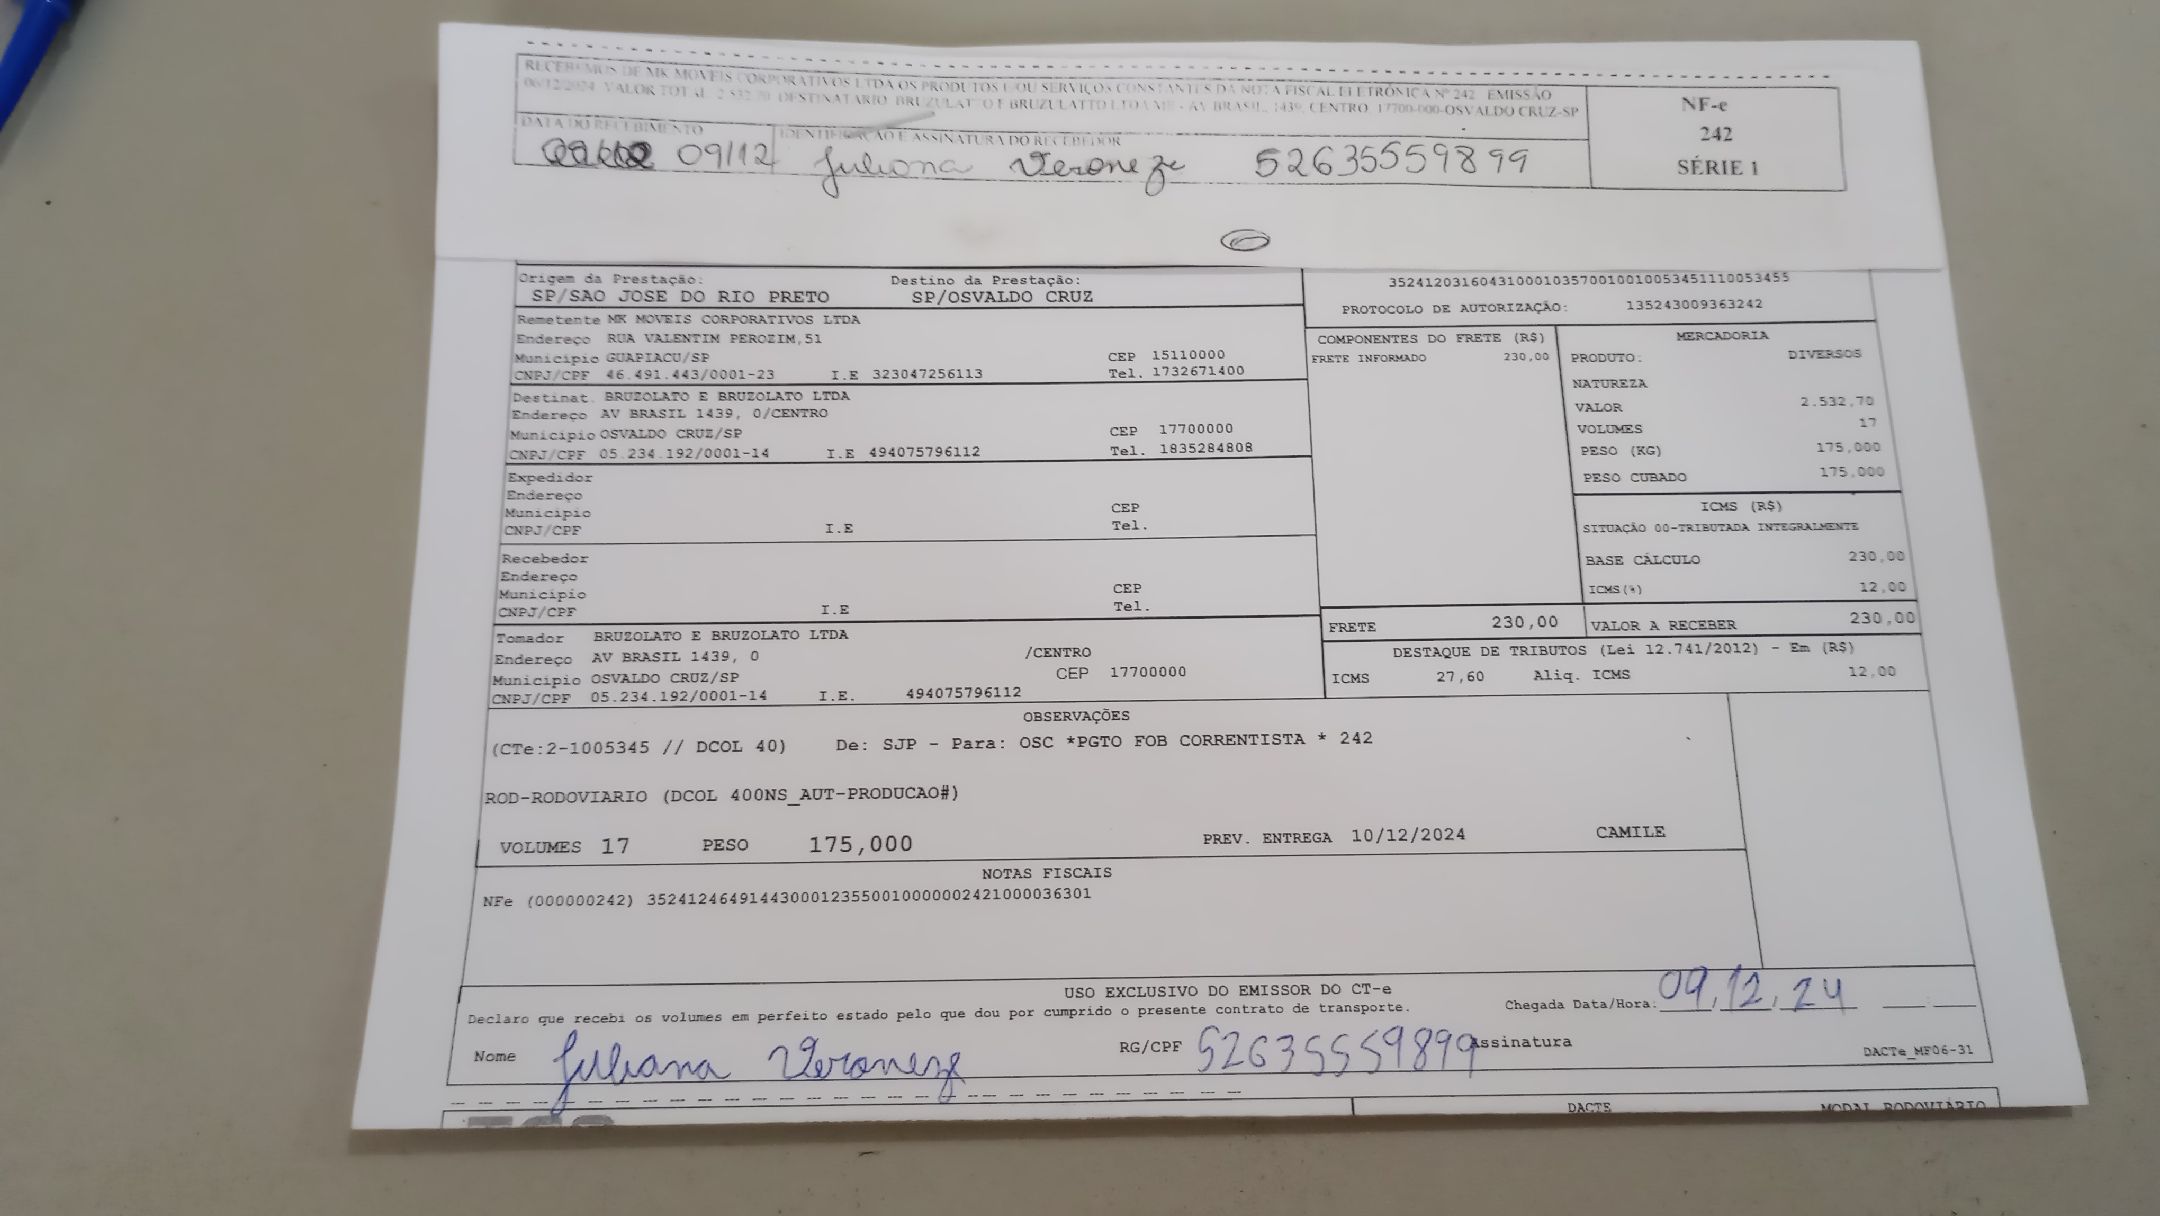 RECEBEMOS DE MK MOVEIS CORPORATIVOS LTDA OS PRODUTOS E/OU SERVIÇOS CONSTANTES DA NOTA FISCAL ELETRÔNICA Nº 242 EMISSÃO
06/12/2024 VALOR TOTAL 2.532,70 DESTINATARIO BRUZULATTO E BRUZULATTO LTDA ME - AV BRASIL, 1439, CENTRO, 17700-000-OSVALDO CRUZ-SP
NF-e
242
SÉRIE 1
DATA DO RECEBIMENTO IDENTIFICAÇÃO E ASSINATURA DO RECEBEDOR
09/12 Juliana Veroneze 52635559899
Origem da Prestação: Destino da Prestação:
SP/SAO JOSE DO RIO PRETO SP/OSVALDO CRUZ
35241203160431000103570010010053451110053455
PROTOCOLO DE AUTORIZAÇÃO: 135243009363242
Remetente MK MOVEIS CORPORATIVOS LTDA
Endereço RUA VALENTIM PEROZIM,51
Municipio GUAPIACU/SP CEP 15110000
CNPJ/CPF 46.491.443/0001-23 I.E 323047256113 Tel. 1732671400
Destinat. BRUZOLATO E BRUZOLATO LTDA
Endereço AV BRASIL 1439, 0/CENTRO
Municipio OSVALDO CRUZ/SP CEP 17700000
CNPJ/CPF 05.234.192/0001-14 I.E 494075796112 Tel. 1835284808
Expedidor
Endereço
Municipio CEP
CNPJ/CPF I.E Tel.
Recebedor
Endereço
Municipio CEP
CNPJ/CPF I.E Tel.
Tomador BRUZOLATO E BRUZOLATO LTDA
Endereço AV BRASIL 1439, 0 /CENTRO
Municipio OSVALDO CRUZ/SP CEP 17700000
CNPJ/CPF 05.234.192/0001-14 I.E. 494075796112
COMPONENTES DO FRETE (R$)
FRETE INFORMADO 230,00
MERCADORIA
PRODUTO: DIVERSOS
NATUREZA
VALOR 2.532,70
VOLUMES 17
PESO (KG) 175,000
PESO CUBADO 175,000
ICMS (R$)
SITUAÇÃO 00-TRIBUTADA INTEGRALMENTE
BASE CÁLCULO 230,00
ICMS(%) 12,00
FRETE 230,00 VALOR A RECEBER 230,00
DESTAQUE DE TRIBUTOS (Lei 12.741/2012) - Em (R$)
ICMS 27,60 Aliq. ICMS 12,00
OBSERVAÇÕES
(CTe:2-1005345 // DCOL 40) De: SJP - Para: OSC *PGTO FOB CORRENTISTA * 242
ROD-RODOVIARIO (DCOL 400NS_AUT-PRODUCAO#)
VOLUMES 17 PESO 175,000 PREV. ENTREGA 10/12/2024 CAMILE
NOTAS FISCAIS
NFe (000000242) 35241246491443000123550010000002421000036301
USO EXCLUSIVO DO EMISSOR DO CT-e
Declaro que recebi os volumes em perfeito estado pelo que dou por cumprido o presente contrato de transporte. Chegada Data/Hora: 09, 12, 24
Nome Juliana Veroneze RG/CPF 52635559899 Assinatura
DACTe_MF06-31
DACTE MODAL RODOVIÁRIO